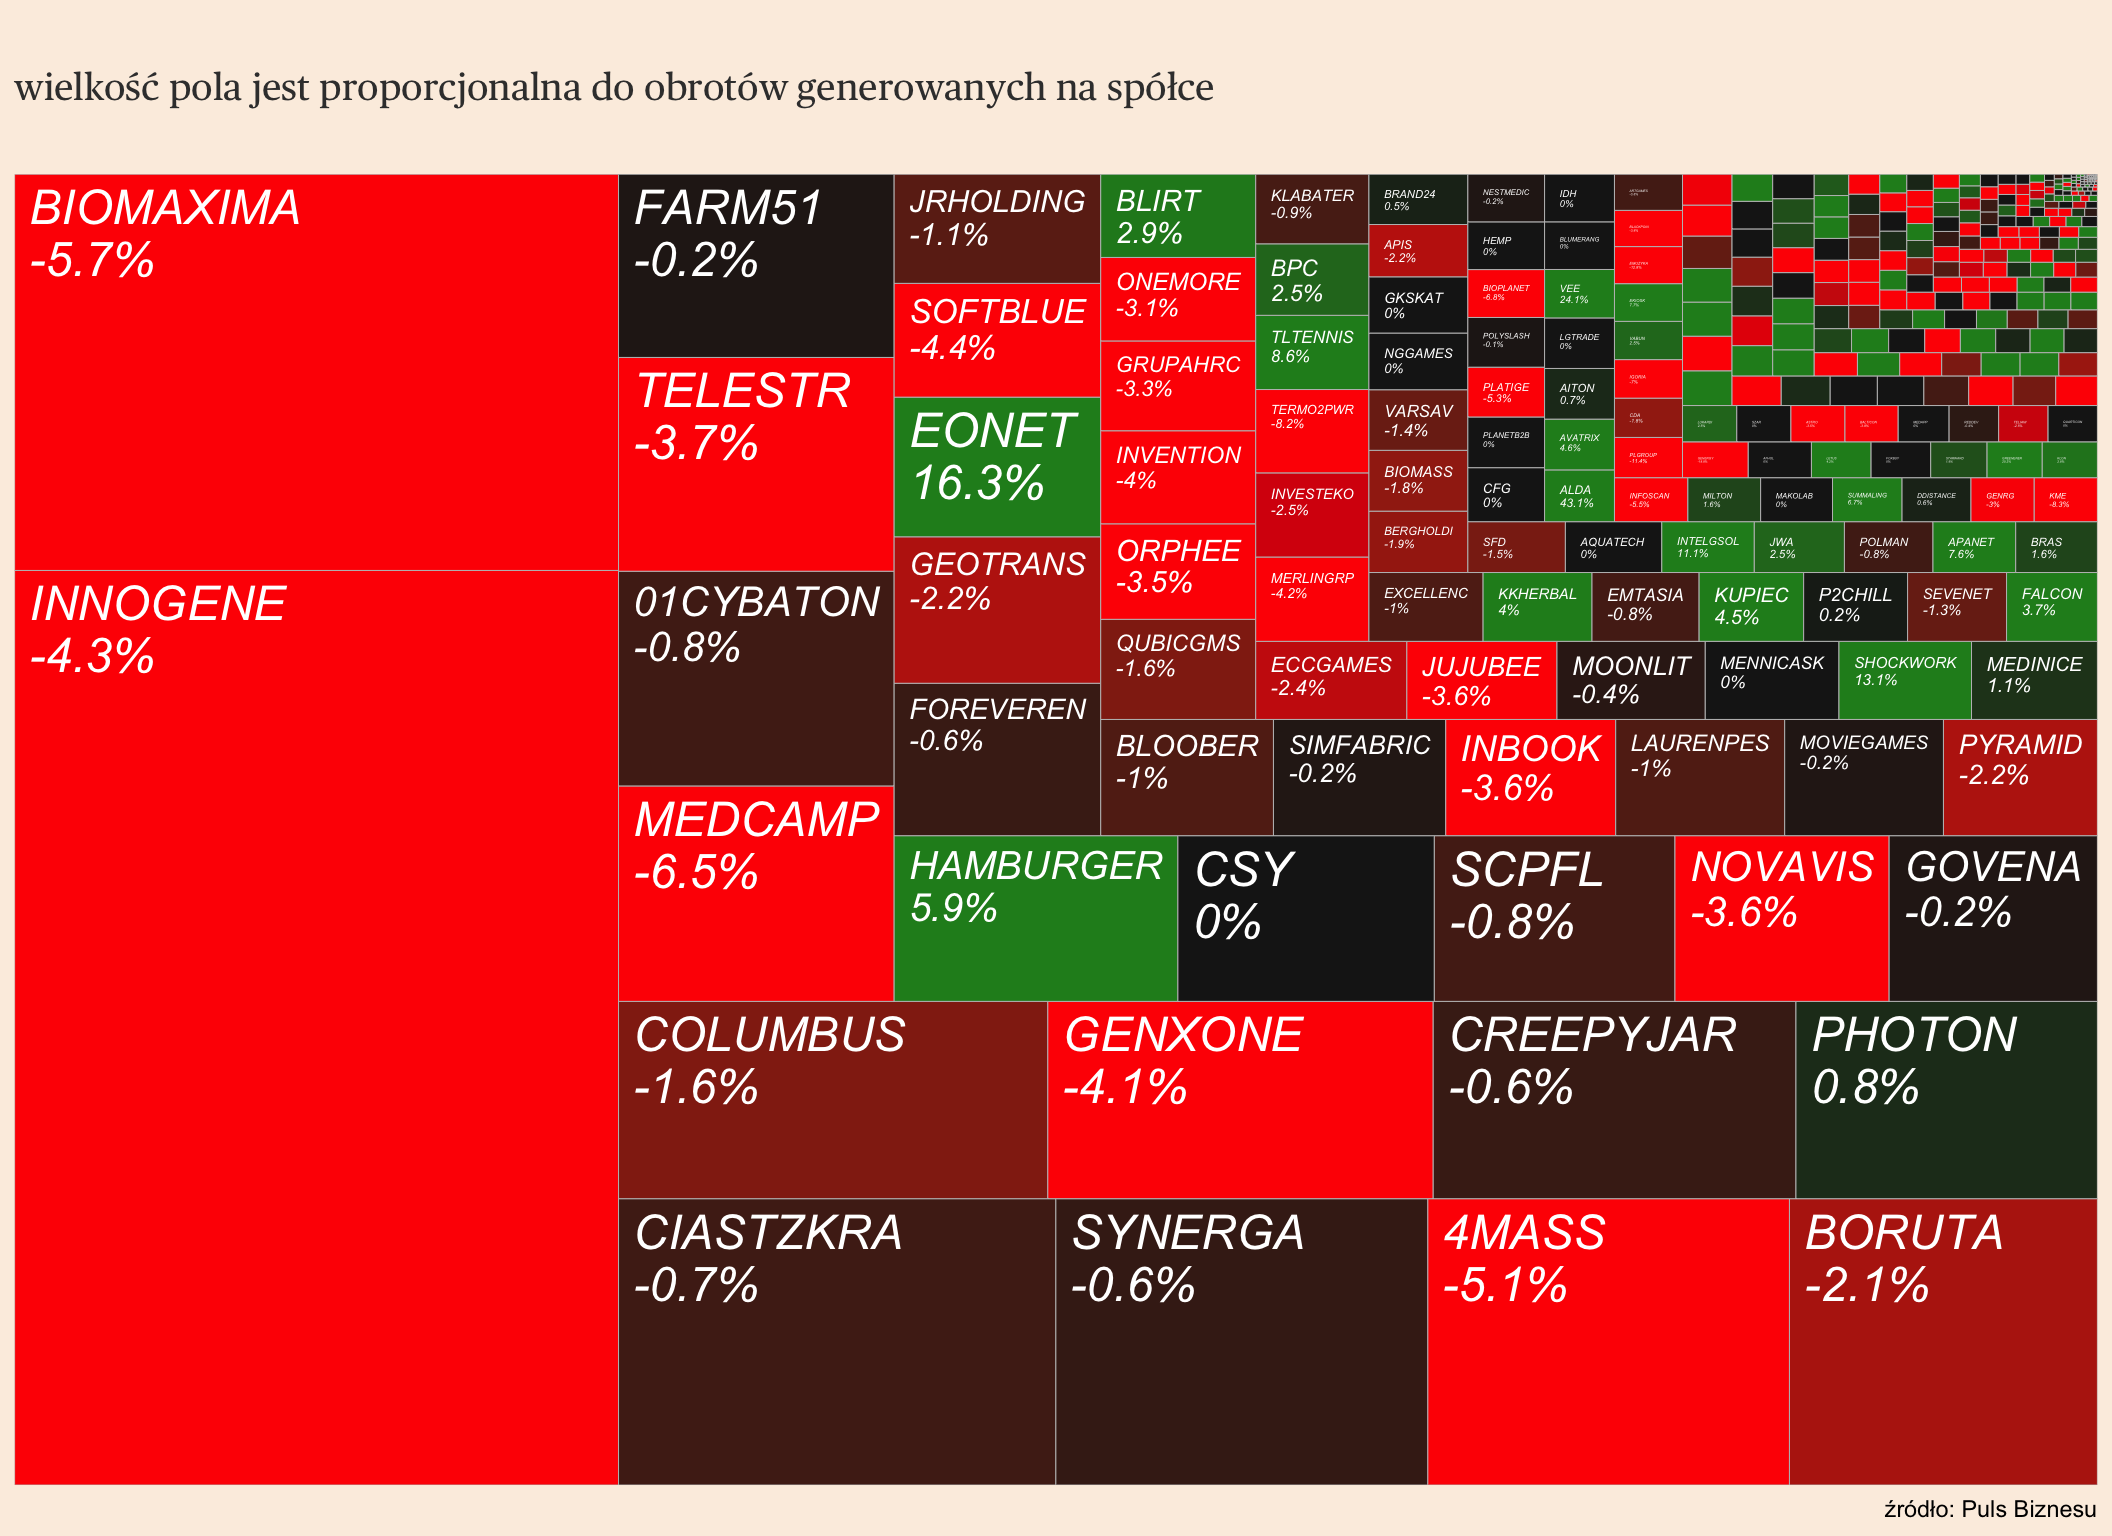 wielkość pola jest proporcjonalna do obrotów generowanych na spółce
BIOMAXIMA
-5.7%
INNOGENE
-4.3%
FARM51
-0.2%
TELESTR
-3.7%
01CYBATON
-0.8%
MEDCAMP
-6.5%
COLUMBUS
-1.6%
GENXONE
-4.1%
CREEPYJAR
-0.6%
PHOTON
0.8%
CIASTZKRA
-0.7%
SYNERGA
-0.6%
4MASS
-5.1%
BORUTA
-2.1%
JRHOLDING
-1.1%
SOFTBLUE
-4.4%
EONET
16.3%
GEOTRANS
-2.2%
FOREVEREN
-0.6%
HAMBURGER
5.9%
CSY
0%
SCPFL
-0.8%
NOVAVIS
-3.6%
GOVENA
-0.2%
BLIRT
2.9%
ONEMORE
-3.1%
GRUPAHRC
-3.3%
INVENTION
-4%
ORPHEE
-3.5%
QUBICGMS
-1.6%
BLOOBER
-1%
SIMFABRIC
-0.2%
INBOOK
-3.6%
LAURENPES
-1%
MOVIEGAMES
-0.2%
PYRAMID
-2.2%
KLABATER
-0.9%
BPC
2.5%
TLTENNIS
8.6%
TERMO2PWR
-8.2%
INVESTEKO
-2.5%
MERLINGRP
-4.2%
ECCGAMES
-2.4%
JUJUBEE
-3.6%
MOONLIT
-0.4%
MENNICASK
0%
SHOCKWORK
13.1%
MEDINICE
1.1%
BRAND24
0.5%
APIS
-2.2%
GKSKAT
0%
NGGAMES
0%
VARSAV
-1.4%
BIOMASS
-1.8%
BERGHOLDI
-1.9%
EXCELLENC
-1%
KKHERBAL
4%
EMTASIA
-0.8%
KUPIEC
4.5%
P2CHILL
0.2%
SEVENET
-1.3%
FALCON
3.7%
NESTMEDIC
-0.2%
HEMP
0%
BIOPLANET
-6.8%
POLYSLASH
-0.1%
PLATIGE
-5.3%
PLANETB2B
0%
CFG
0%
SFD
-1.5%
AQUATECH
0%
INTELGSOL
11.1%
JWA
2.5%
POLMAN
-0.8%
APANET
7.6%
BRAS
1.6%
IDH
0%
BLUMERANG
0%
VEE
24.1%
LGTRADE
0%
AITON
0.7%
AVATRIX
4.6%
ALDA
43.1%
CDA
-1.8%
PLGROUP
-11.4%
INFOSCAN
-5.5%
MILTON
1.6%
MAKOLAB
0%
SUMMALING
6.7%
DDISTANCE
0.6%
GENRG
-3%
KME
-8.3%
źródło: Puls Biznesu